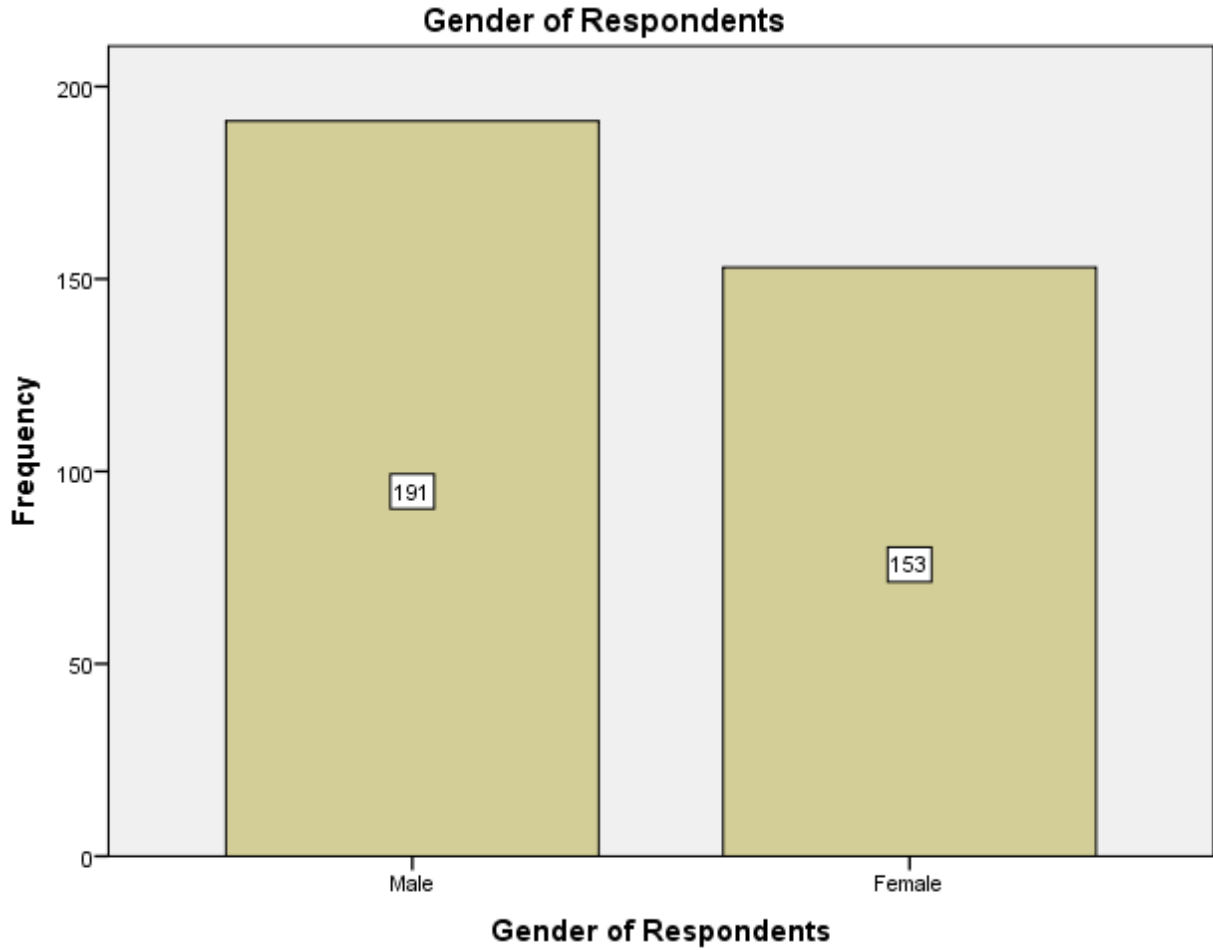 Gender of Respondents
200
150
100
50
0
Frequency
191
153
Male
Female
Gender of Respondents